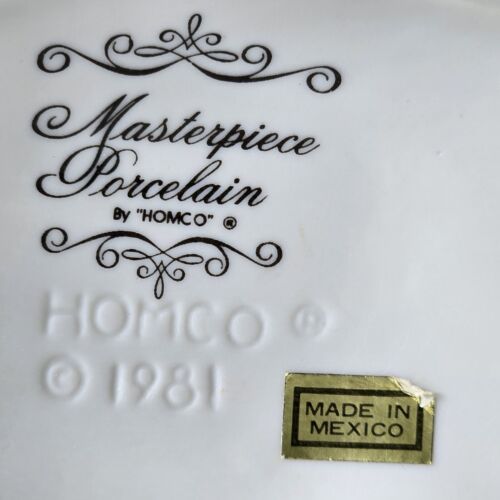 Masterpiece
Porcelain
By "HOMCO" ®
HOMCO ®
© 1981
MADE IN
MEXICO